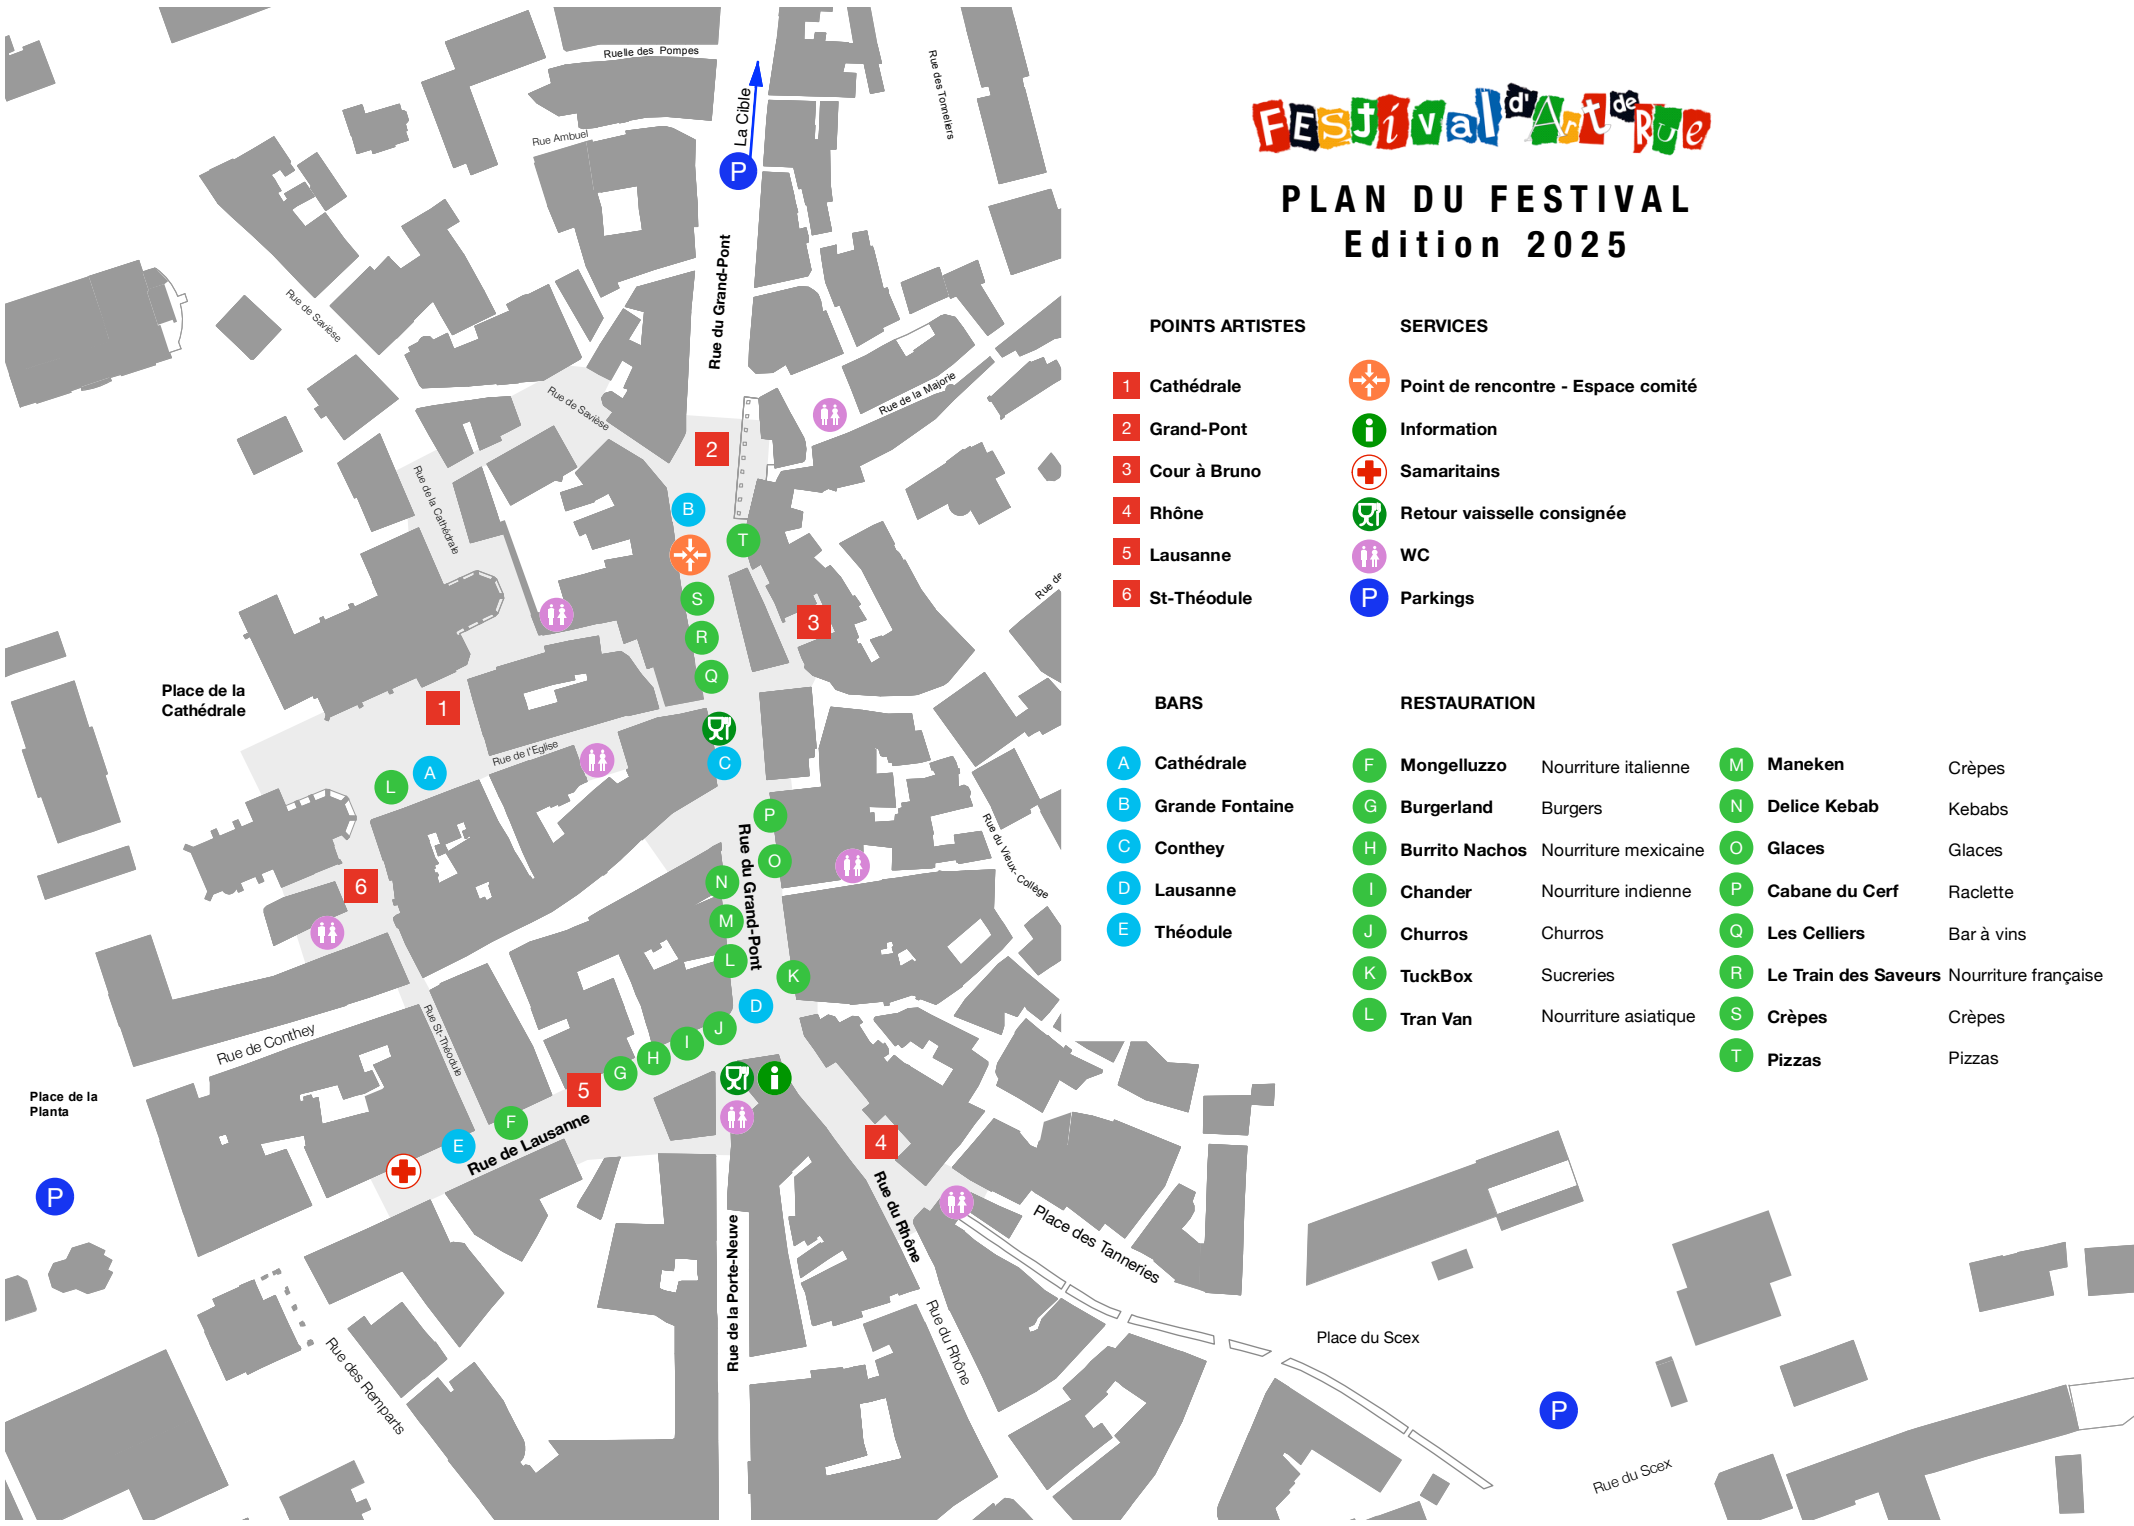 Festival d'Art de Rue
PLAN DU FESTIVAL
Edition 2025
POINTS ARTISTES
1 Cathédrale
2 Grand-Pont
3 Cour à Bruno
4 Rhône
5 Lausanne
6 St-Théodule
SERVICES
Point de rencontre - Espace comité
i Information
Samaritains
Retour vaisselle consignée
WC
P Parkings
BARS
A Cathédrale
B Grande Fontaine
C Conthey
D Lausanne
E Théodule
RESTAURATION
F Mongelluzzo Nourriture italienne
G Burgerland Burgers
H Burrito Nachos Nourriture mexicaine
I Chander Nourriture indienne
J Churros Churros
K TuckBox Sucreries
L Tran Van Nourriture asiatique
M Maneken Crèpes
N Delice Kebab Kebabs
O Glaces Glaces
P Cabane du Cerf Raclette
Q Les Celliers Bar à vins
R Le Train des Saveurs Nourriture française
S Crèpes Crèpes
T Pizzas Pizzas
Ruelle des Pompes
Rue des Tonneliers
La Cible
P
Rue Ambuel
Rue du Grand-Pont
Rue de Savièse
Rue de Savièse
Rue de la Majorie
2
Rue de la Cathédrale
B
T
Rue de
S
3
R
Q
Place de la
Cathédrale
1
Rue de l'Eglise
C
A
L
P
Rue du Vieux-Collège
O
Rue du Grand-Pont
N
6
M
L
K
D
Rue de Conthey
Rue St-Théodule
J
I
H
G
i
5
Place de la
Planta
F
E
Rue de Lausanne
4
P
Rue du Rhône
Place des Tanneries
Rue de la Porte-Neuve
Rue du Rhône
Rue des Remparts
Place du Scex
P
Rue du Scex